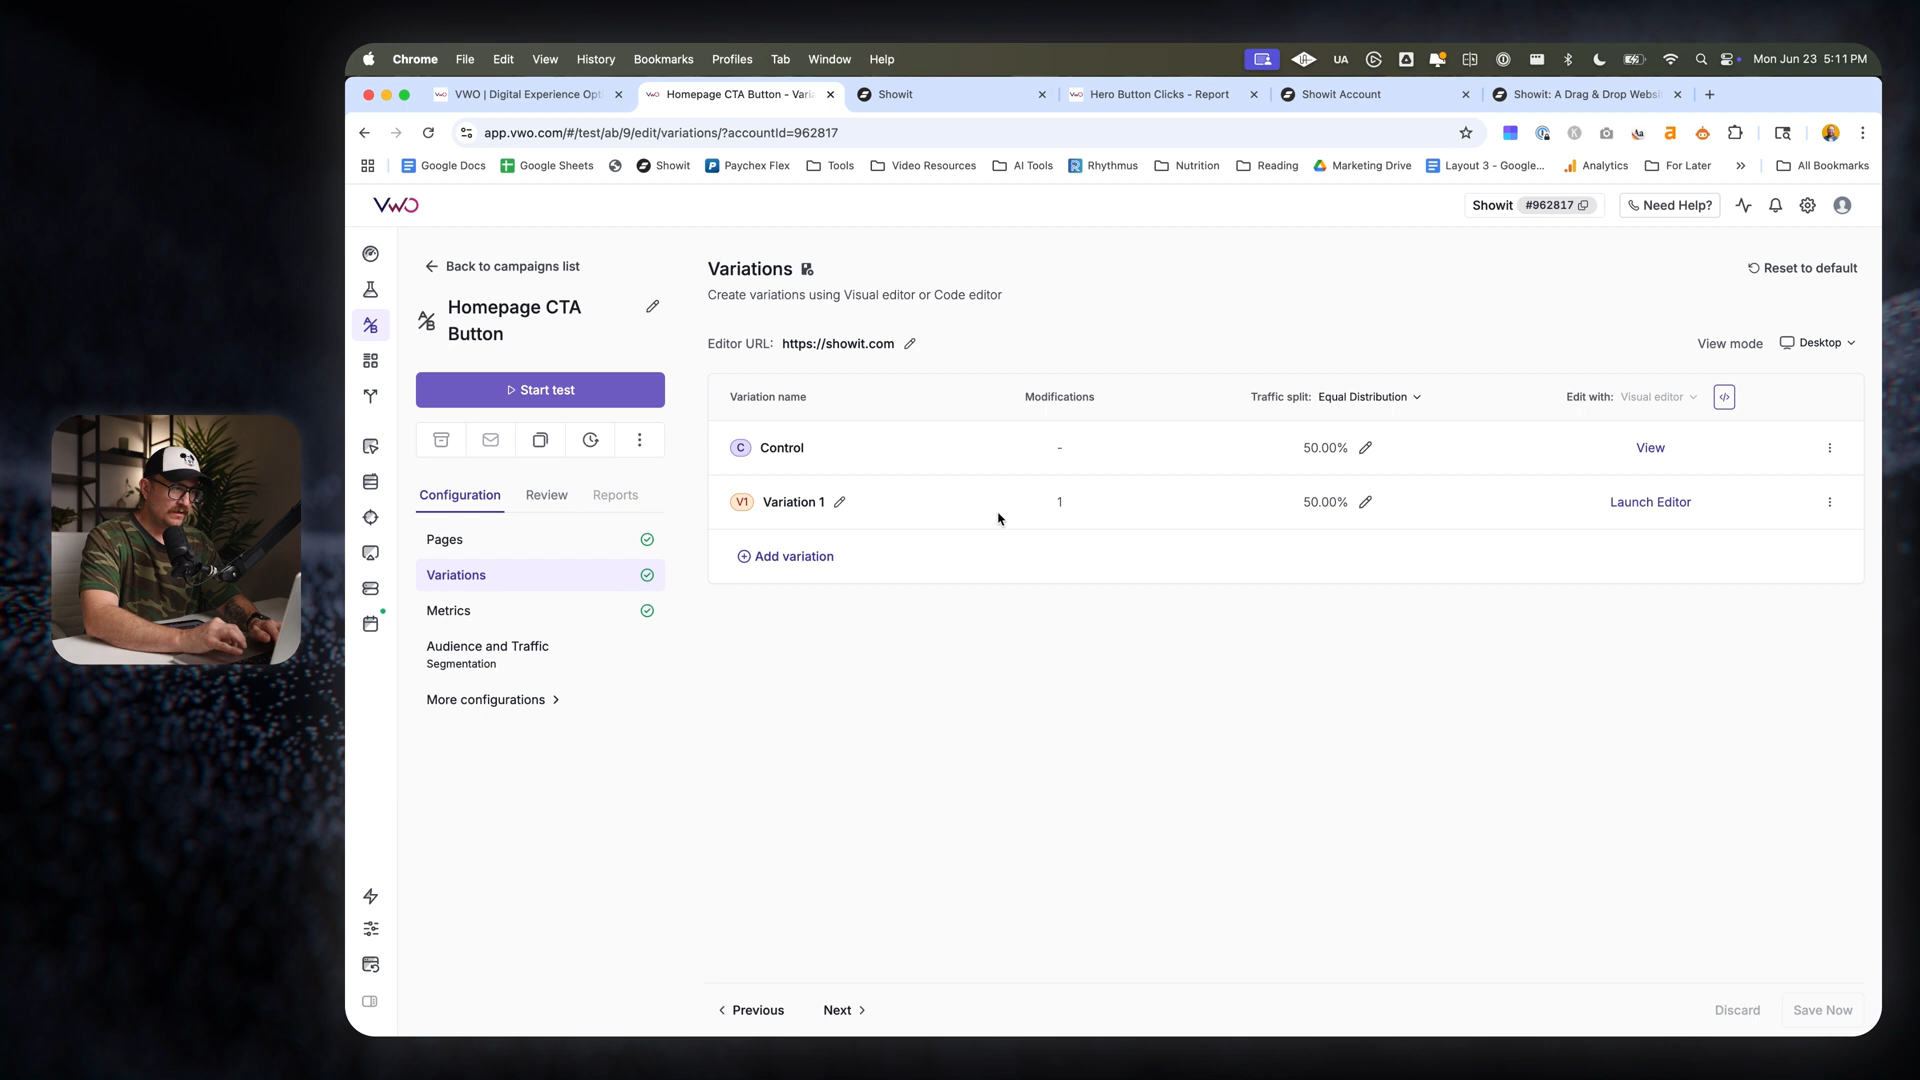 Chrome File Edit View History Bookmarks Profiles Tab Window Help UA Mon Jun 23 5:11 PM
VWO | Digital Experience Opt Homepage CTA Button - Varia Showit Hero Button Clicks - Report Showit Account Showit: A Drag & Drop Websi
app.vwo.com/#/test/ab/9/edit/variations/?accountId=962817
Google Docs Google Sheets Showit Paychex Flex Tools Video Resources AI Tools Rhythmus Nutrition Reading Marketing Drive Layout 3 - Google... Analytics For Later All Bookmarks
VWO Showit #962817 Need Help?
Back to campaigns list
Homepage CTA
Button
Start test
Configuration Review Reports
Pages
Variations
Metrics
Audience and Traffic
Segmentation
More configurations
Variations
Reset to default
Create variations using Visual editor or Code editor
Editor URL: https://showit.com View mode Desktop
Variation name Modifications Traffic split: Equal Distribution Edit with: Visual editor </>
C Control - 50.00% View
V1 Variation 1 1 50.00% Launch Editor
Add variation
Previous Next Discard Save Now